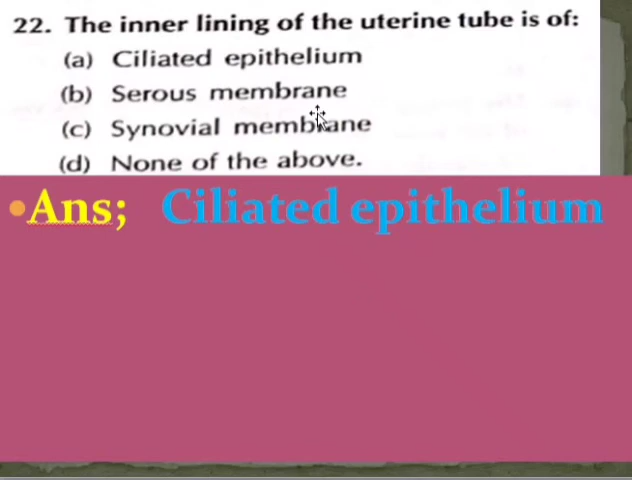 22. The inner lining of the uterine tube is of:
(a) Ciliated epithelium
(b) Serous membrane
(c) Synovial membrane
(d) None of the above.
•Ans; Ciliated epithelium